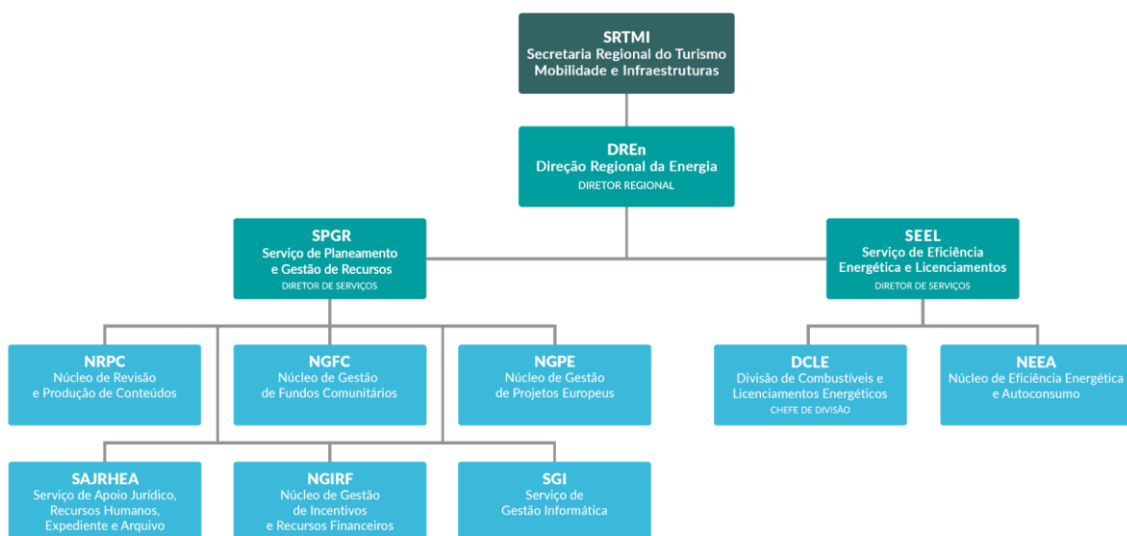 SRTMI
Secretaria Regional do Turismo
Mobilidade e Infraestruturas
DREn
Direção Regional da Energia
DIRETOR REGIONAL
SPGR
Serviço de Planeamento
e Gestão de Recursos
DIRETOR DE SERVIÇOS
SEEL
Serviço de Eficiência
Energética e Licenciamentos
DIRETOR DE SERVIÇOS
NRPC
Núcleo de Revisão
e Produção de Conteúdos
NGFC
Núcleo de Gestão
de Fundos Comunitários
NGPE
Núcleo de Gestão
de Projetos Europeus
DCLE
Divisão de Combustíveis e
Licenciamentos Energéticos
CHEFE DE DIVISÃO
NEEA
Núcleo de Eficiência Energética
e Autoconsumo
SAJRHEA
Serviço de Apoio Jurídico,
Recursos Humanos,
Expediente e Arquivo
NGIRF
Núcleo de Gestão
de Incentivos
e Recursos Financeiros
SGI
Serviço de
Gestão Informática